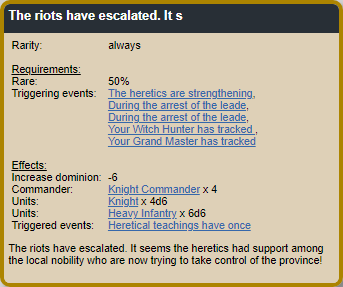 The riots have escalated. It s
Rarity: always
Requirements:
Rare: 50%
Triggering events: The heretics are strengthening,
During the arrest of the leade,
During the arrest of the leade,
Your Witch Hunter has tracked ,
Your Grand Master has tracked
Effects:
Increase dominion: -6
Commander: Knight Commander x 4
Units: Knight x 4d6
Units: Heavy Infantry x 6d6
Triggered events: Heretical teachings have once
The riots have escalated. It seems the heretics had support among
the local nobility who are now trying to take control of the province!